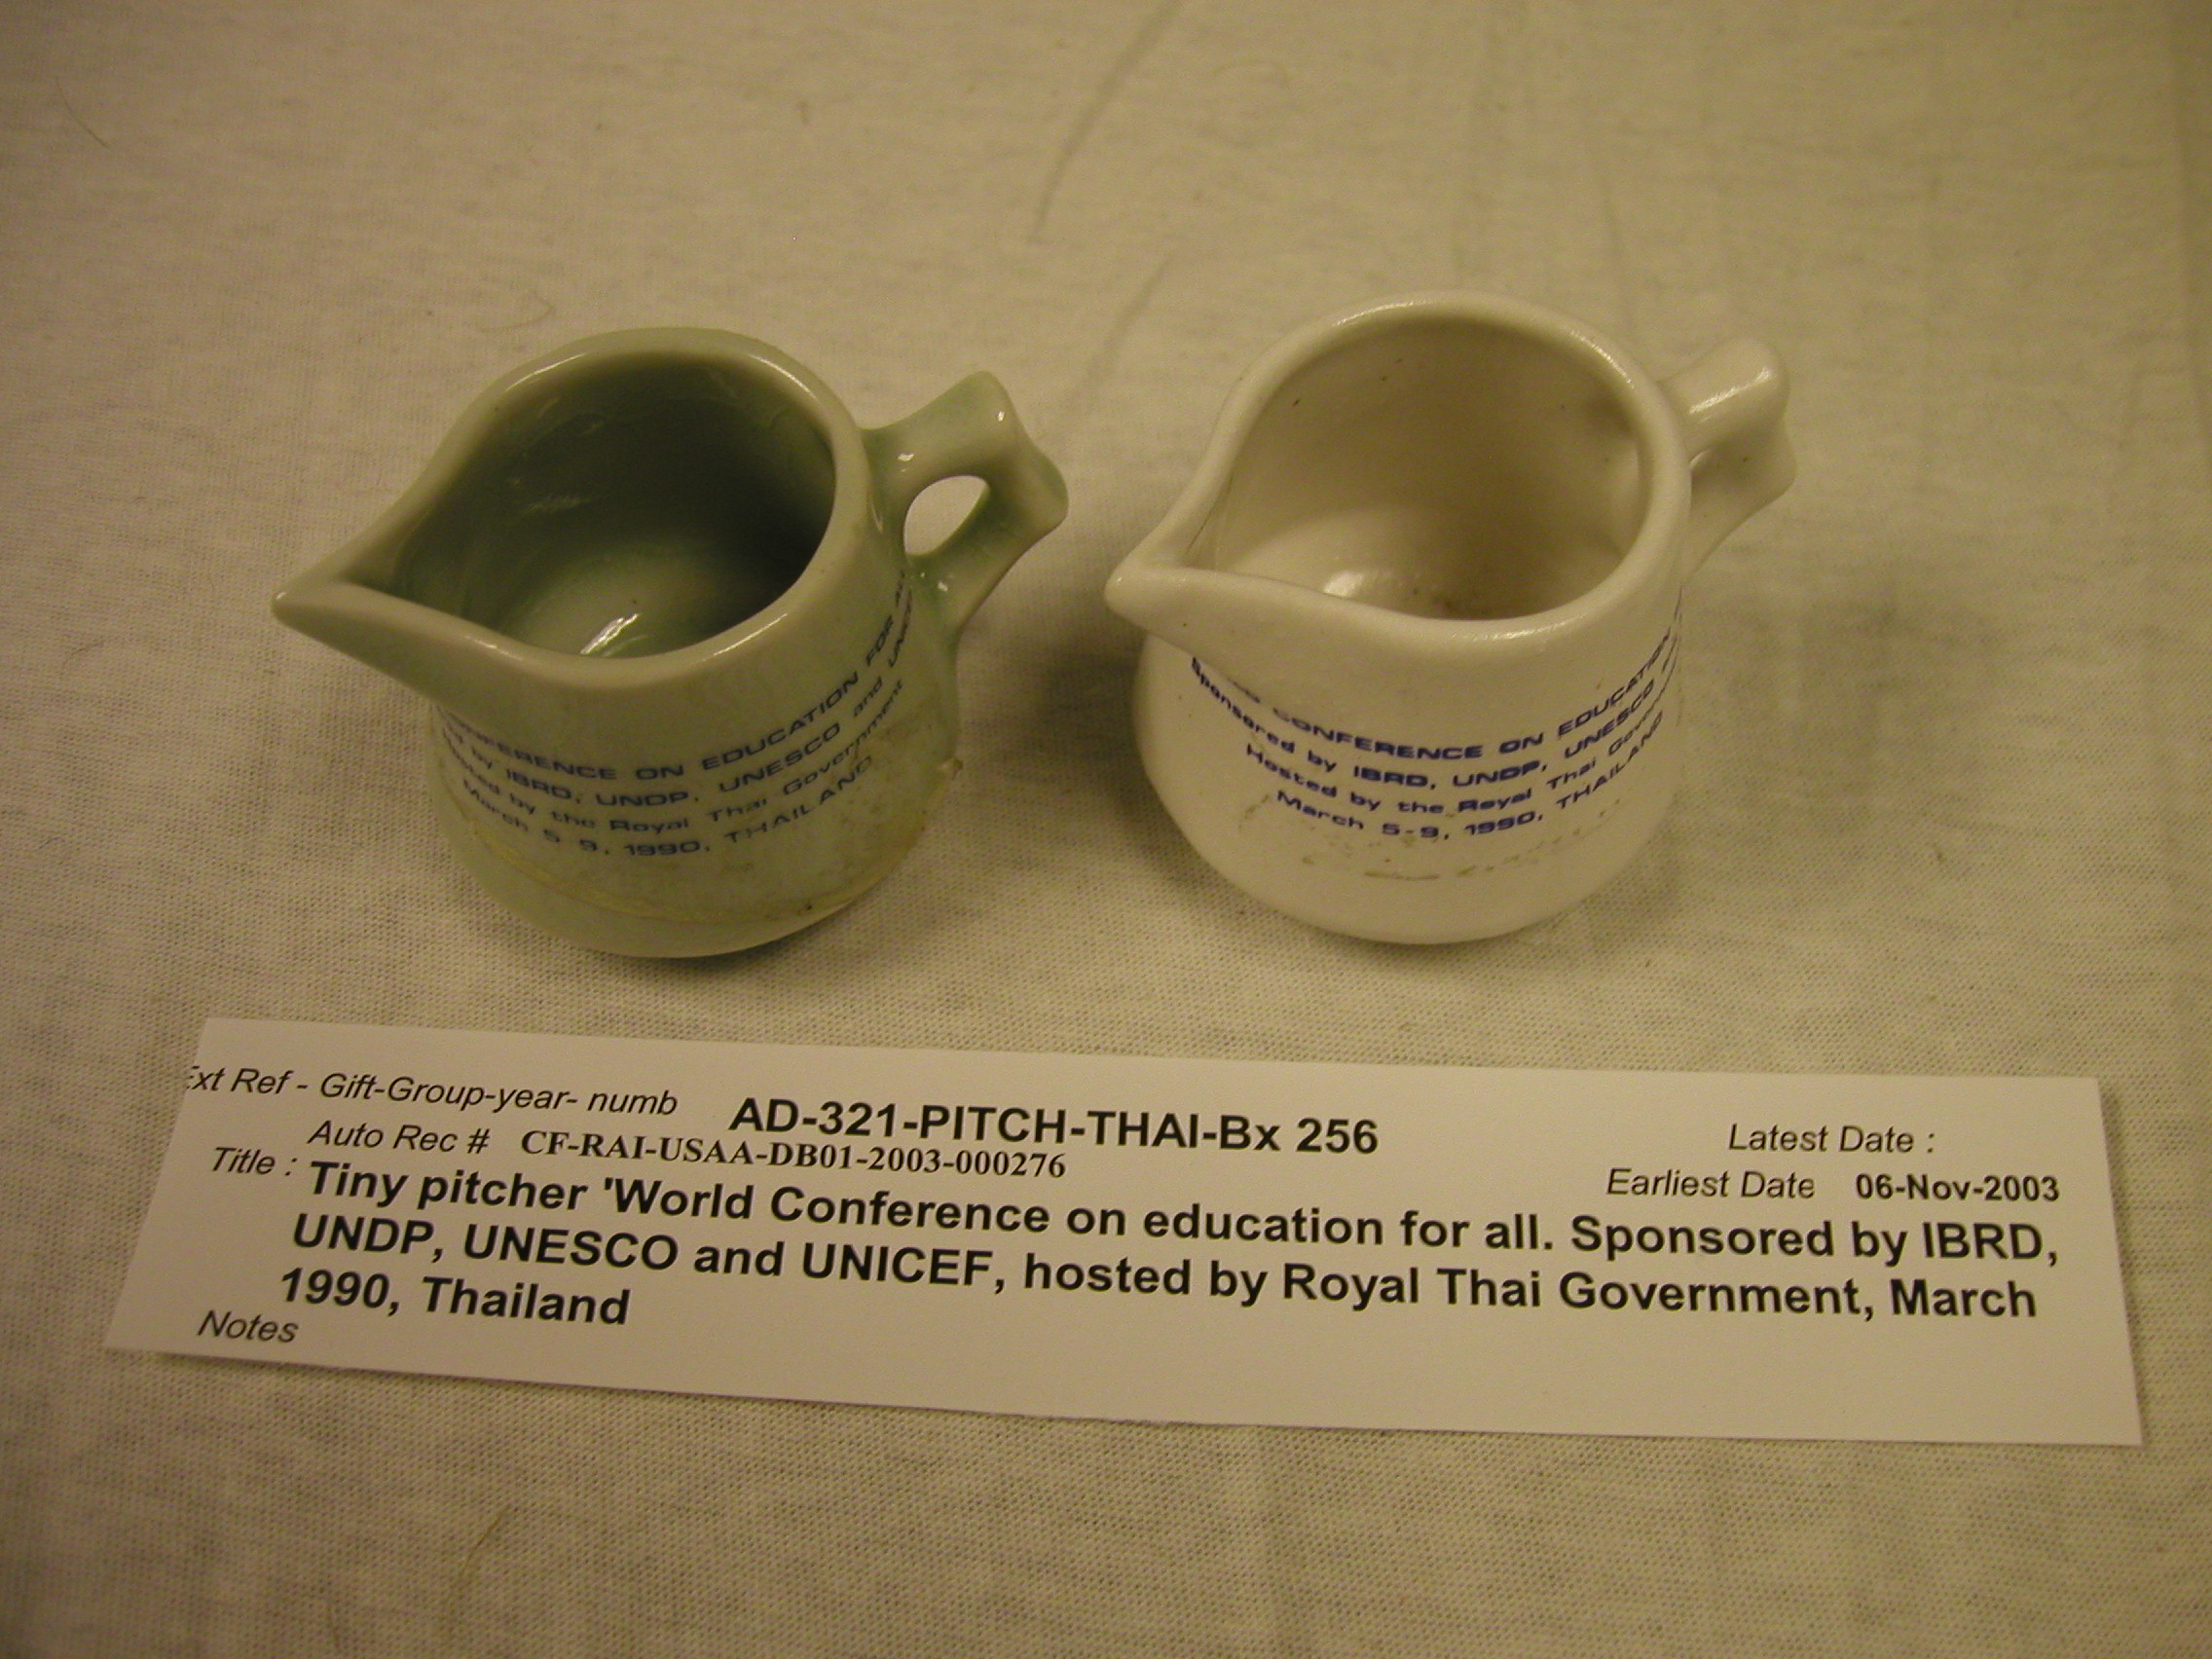 CONFERENCE ON EDUCATION FOR
by IBRD, UNDP, UNESCO and
by the Royal Thai Government
March 5 9, 1990, THAILAND
CONFERENCE ON EDUCATION
Sponsored by IBRD, UNDP, UNESCO
Hosted by the Royal Thai
March 5-9, 1990, THAILAND
Ext Ref - Gift-Group-year- numb AD-321-PITCH-THAI-Bx 256 Latest Date :
Auto Rec # CF-RAI-USAA-DB01-2003-000276 Earliest Date 06-Nov-2003
Title : Tiny pitcher 'World Conference on education for all. Sponsored by IBRD,
UNDP, UNESCO and UNICEF, hosted by Royal Thai Government, March
1990, Thailand
Notes